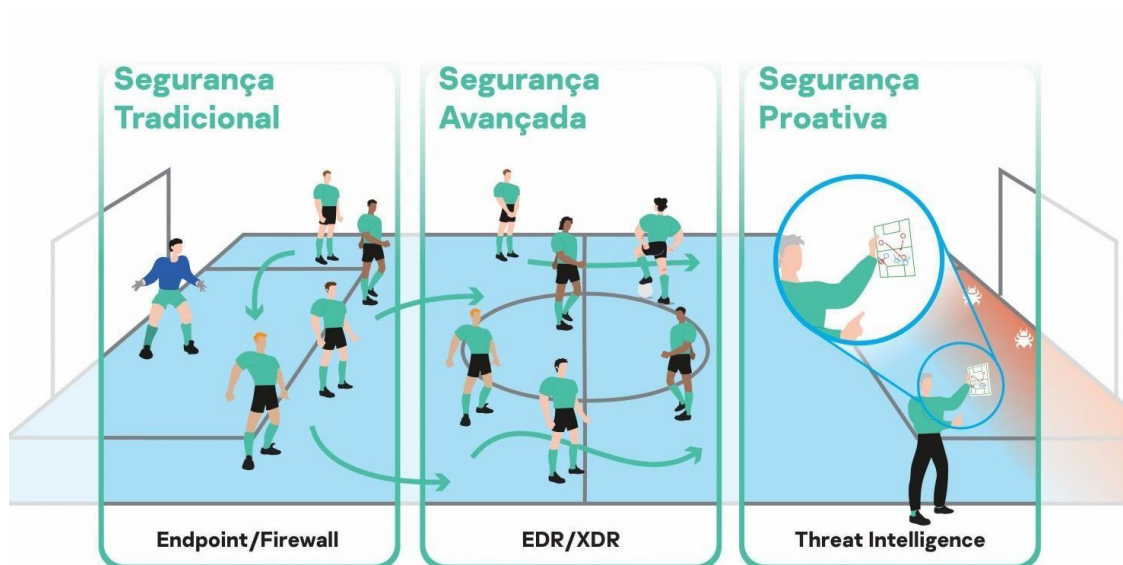 Segurança
Tradicional
Segurança
Avançada
Segurança
Proativa
Endpoint/Firewall
EDR/XDR
Threat Intelligence